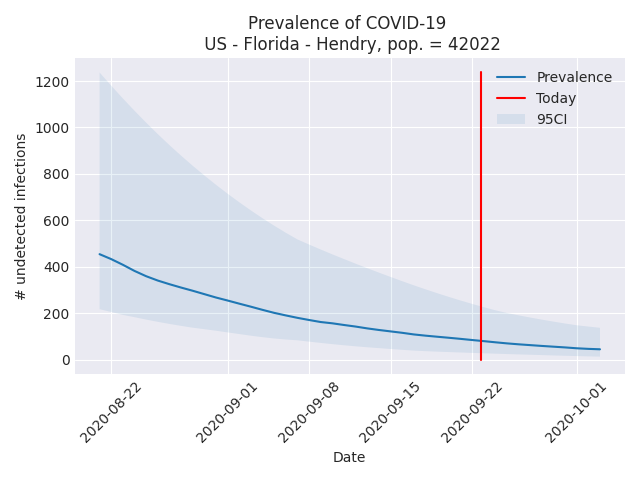 Prevalence of COVID-19
US - Florida - Hendry, pop. = 42022
# undetected infections
1200
1000
800
600
400
200
0
Prevalence
Today
95CI
2020-08-22
2020-09-01
2020-09-08
2020-09-15
2020-09-22
2020-10-01
Date